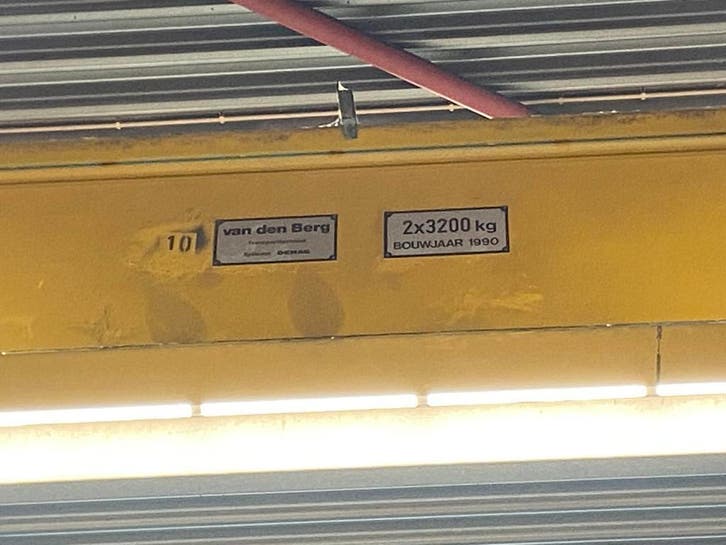 10
van den Berg
DEMAG
2x3200 kg
BOUWJAAR 1990